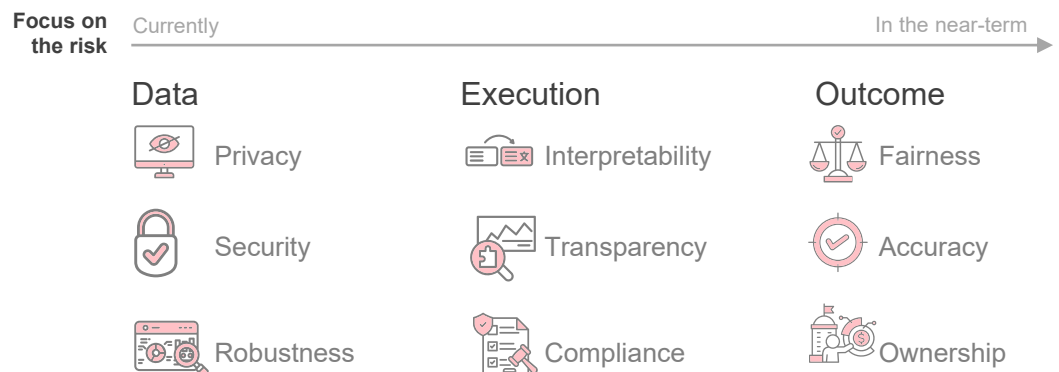 Focus on
the risk
Currently
In the near-term
Data
Execution
Outcome
Privacy
Interpretability
Fairness
Security
Transparency
Accuracy
Robustness
Compliance
Ownership